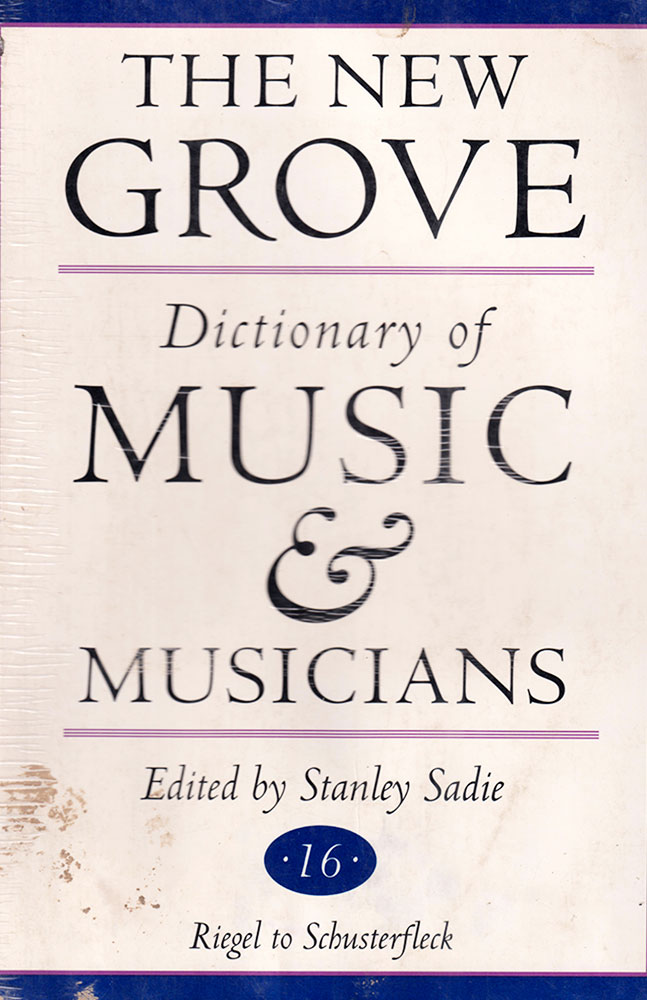 THE NEW
GROVE
Dictionary of
MUSIC
&
MUSICIANS
Edited by Stanley Sadie
·16·
Riegel to Schusterfleck